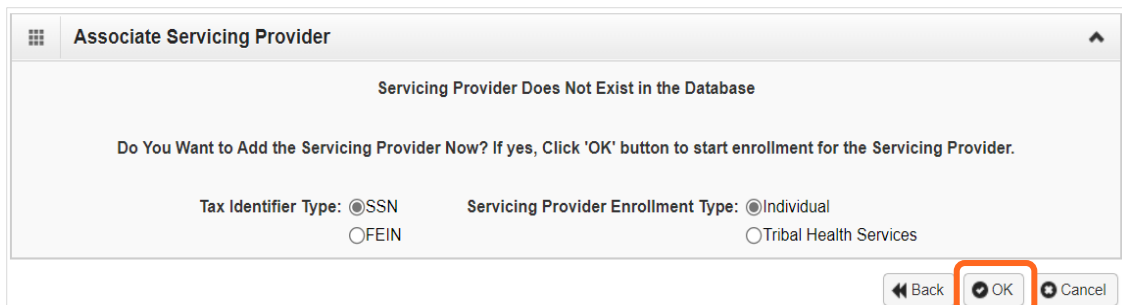 Associate Servicing Provider
Servicing Provider Does Not Exist in the Database
Do You Want to Add the Servicing Provider Now? If yes, Click 'OK' button to start enrollment for the Servicing Provider.
Tax Identifier Type: SSN Servicing Provider Enrollment Type: Individual
FEIN Tribal Health Services
Back OK Cancel